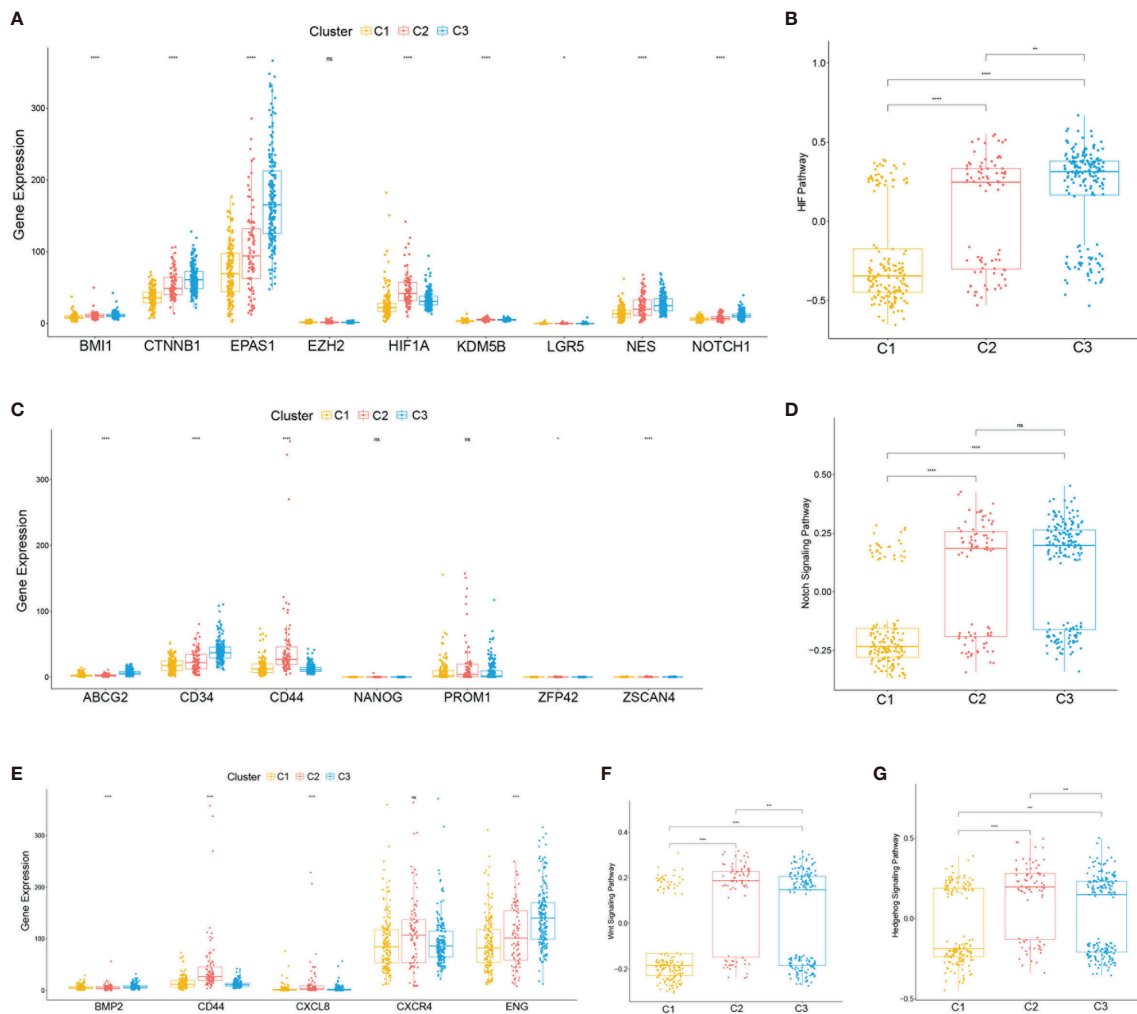 A
Cluster C1 C2 C3
**** **** **** ns **** **** * **** ****
Gene Expression
300
200
100
0
BMI1 CTNNB1 EPAS1 EZH2 HIF1A KDM5B LGR5 NES NOTCH1
B
**
****
****
HIF Pathway
1.0
0.5
0.0
−0.5
C1 C2 C3
C
Cluster C1 C2 C3
**** **** **** ns ns * ****
Gene Expression
300
200
100
0
ABCG2 CD34 CD44 NANOG PROM1 ZFP42 ZSCAN4
D
ns
****
****
Notch Signaling Pathway
0.50
0.25
0.00
−0.25
C1 C2 C3
E
Cluster C1 C2 C3
**** **** **** ns ****
Gene Expression
300
200
100
0
BMP2 CD44 CXCL8 CXCR4 ENG
F
***
****
****
Wnt Signaling Pathway
0.4
0.2
0.0
−0.2
C1 C2 C3
G
***
***
****
Hedgehog Signaling Pathway
0.5
0.0
−0.5
C1 C2 C3